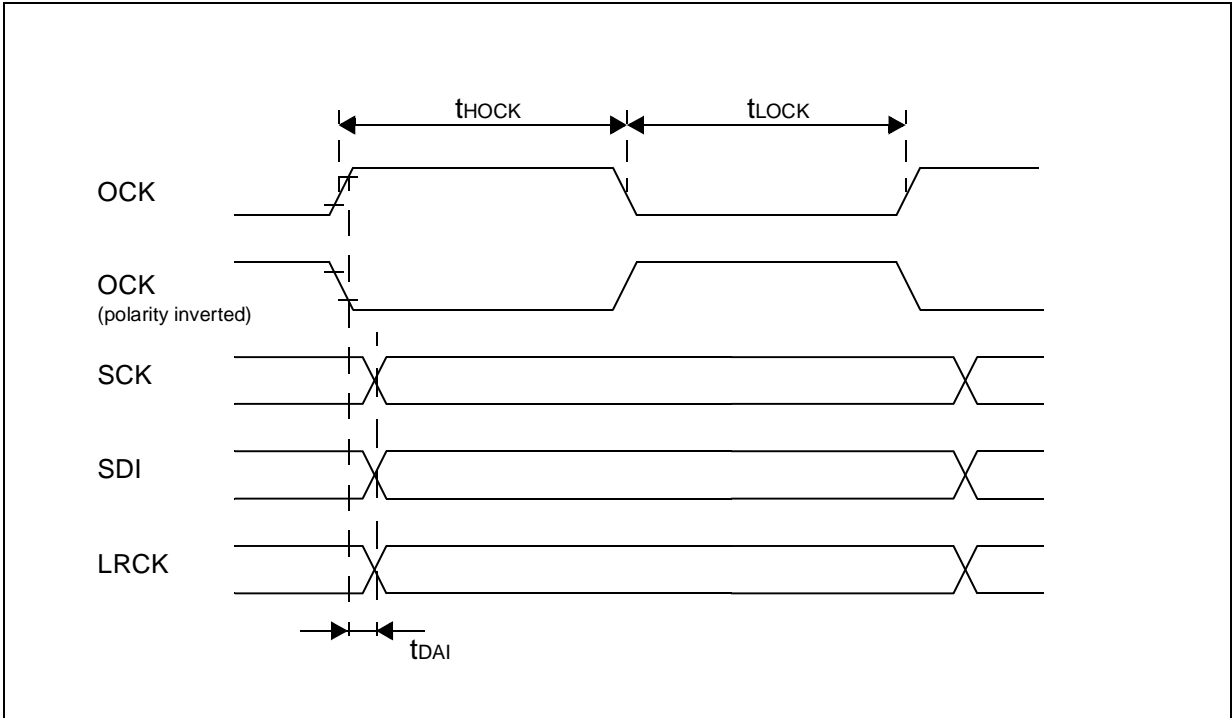 tHOCK tLOCK
OCK
OCK
(polarity inverted)
SCK
SDI
LRCK
tDAI